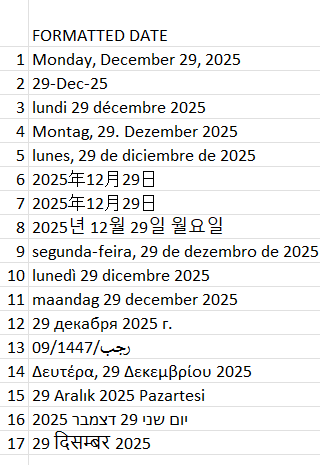 FORMATTED DATE
1 Monday, December 29, 2025
2 29-Dec-25
3 lundi 29 décembre 2025
4 Montag, 29. Dezember 2025
5 lunes, 29 de diciembre de 2025
6 2025年12月29日
7 2025年12月29日
8 2025년 12월 29일 월요일
9 segunda-feira, 29 de dezembro de 2025
10 lunedì 29 dicembre 2025
11 maandag 29 december 2025
12 29 декабря 2025 г.
13 09/رجب/1447
14 Δευτέρα, 29 Δεκεμβρίου 2025
15 29 Aralık 2025 Pazartesi
16 יום שני 29 דצמבר 2025
17 29 दिसम्बर 2025